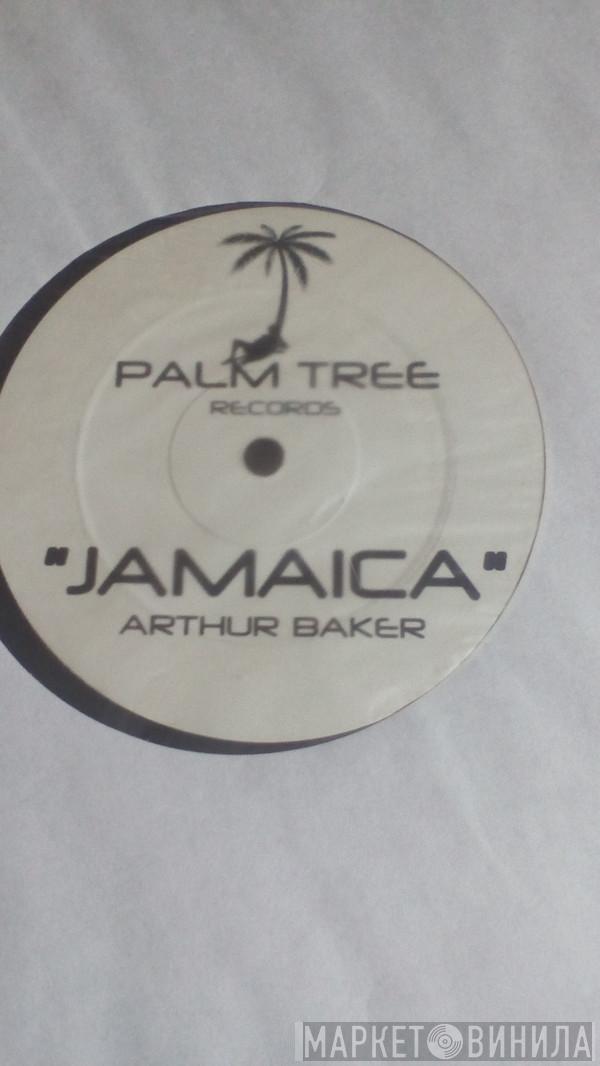 PALM TREE
RECORDS
"JAMAICA"
ARTHUR BAKER
МАРКЕТ ВИНИЛА